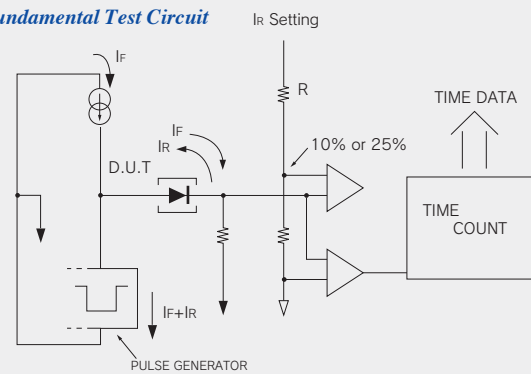 undamental Test Circuit
IR Setting
IF
R
TIME DATA
IF
IR
10% or 25%
D.U.T
TIME
COUNT
IF+IR
PULSE GENERATOR